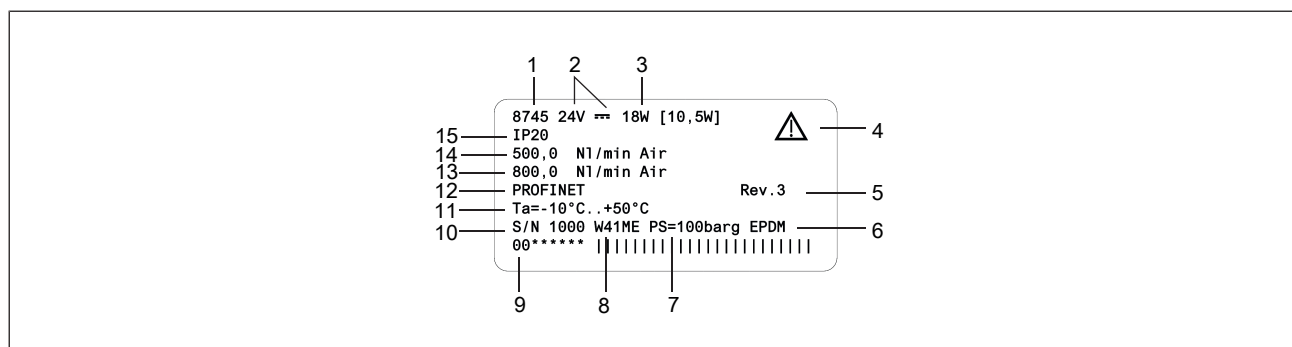 1 2 3
8745 24V ⎓ 18W [10,5W]
4
15 IP20
14 500,0 Nl/min Air
13 800,0 Nl/min Air
12 PROFINET Rev.3 5
11 Ta=-10°C..+50°C
10 S/N 1000 W41ME PS=100barg EPDM 6
00******
9 8 7